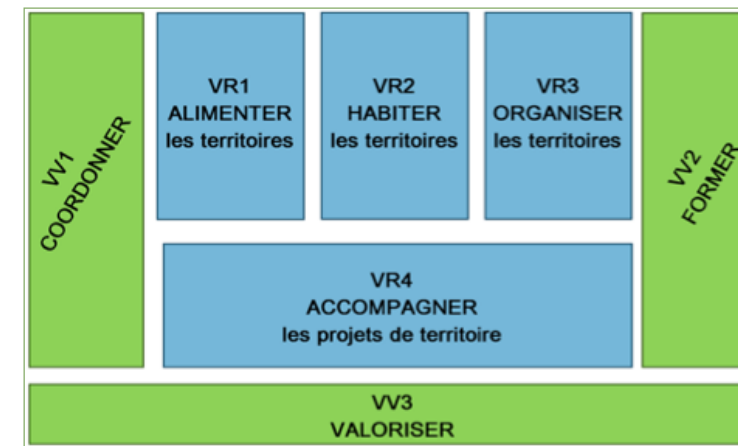 VV1
COORDONNER
VR1
ALIMENTER
les territoires
VR2
HABITER
les territoires
VR3
ORGANISER
les territoires
VV2
FORMER
VR4
ACCOMPAGNER
les projets de territoire
VV3
VALORISER